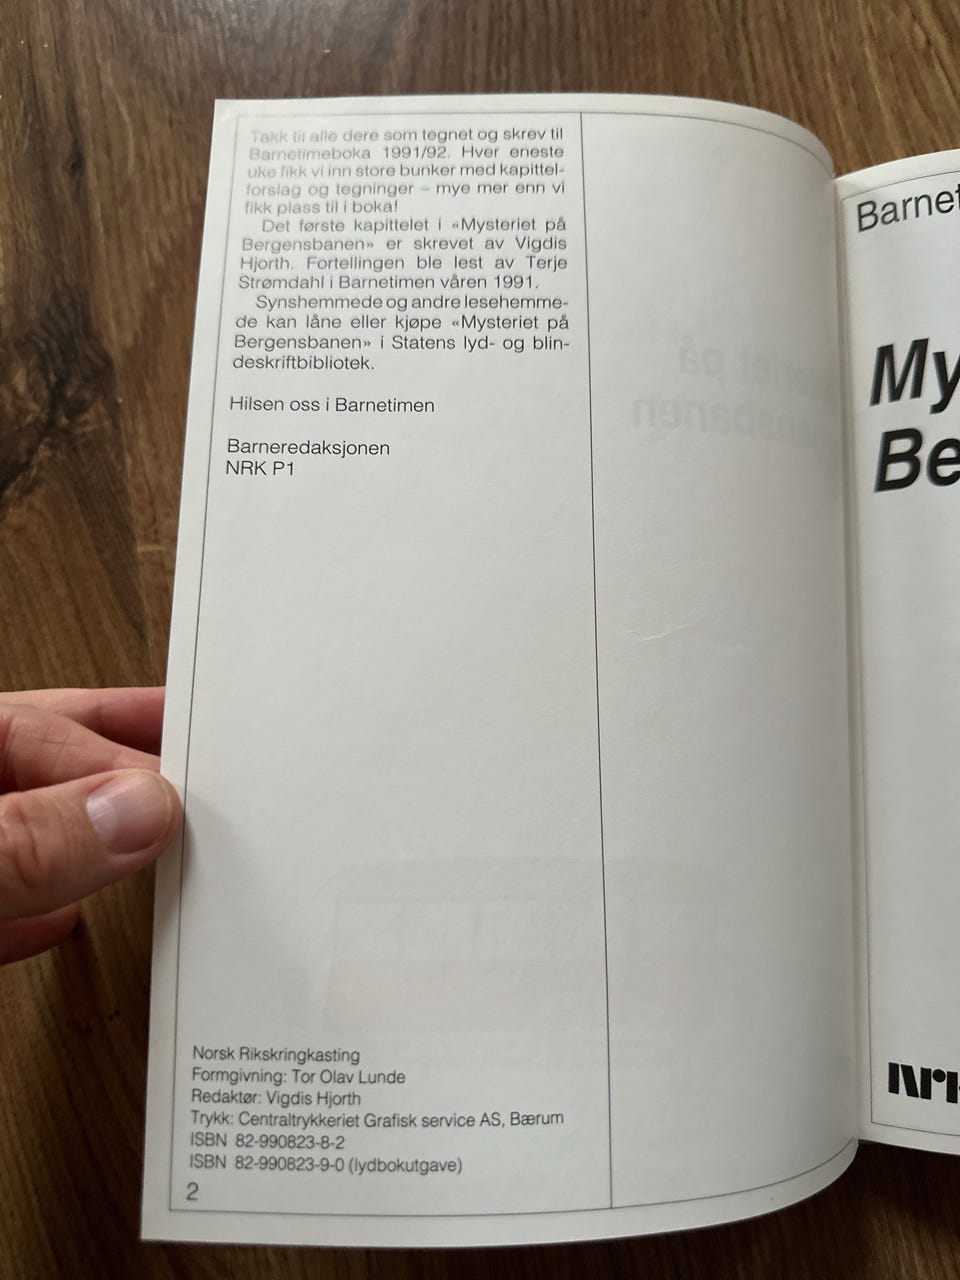 Takk til alle dere som tegnet og skrev til
Barnetimeboka 1991/92. Hver eneste
uke fikk vi inn store bunker med kapittel-
forslag og tegninger – mye mer enn vi
fikk plass til i boka!
Det første kapittelet i «Mysteriet på
Bergensbanen» er skrevet av Vigdis
Hjorth. Fortellingen ble lest av Terje
Strømdahl i Barnetimen våren 1991.
Synshemmede og andre lesehemme-
de kan låne eller kjøpe «Mysteriet på
Bergensbanen» i Statens lyd- og blin-
deskriftbibliotek.
Hilsen oss i Barnetimen
Barneredaksjonen
NRK P1
Norsk Rikskringkasting
Formgivning: Tor Olav Lunde
Redaktør: Vigdis Hjorth
Trykk: Centraltrykkeriet Grafisk service AS, Bærum
ISBN 82-990823-8-2
ISBN 82-990823-9-0 (lydbokutgave)
2
Barnet
My
Be
nrk